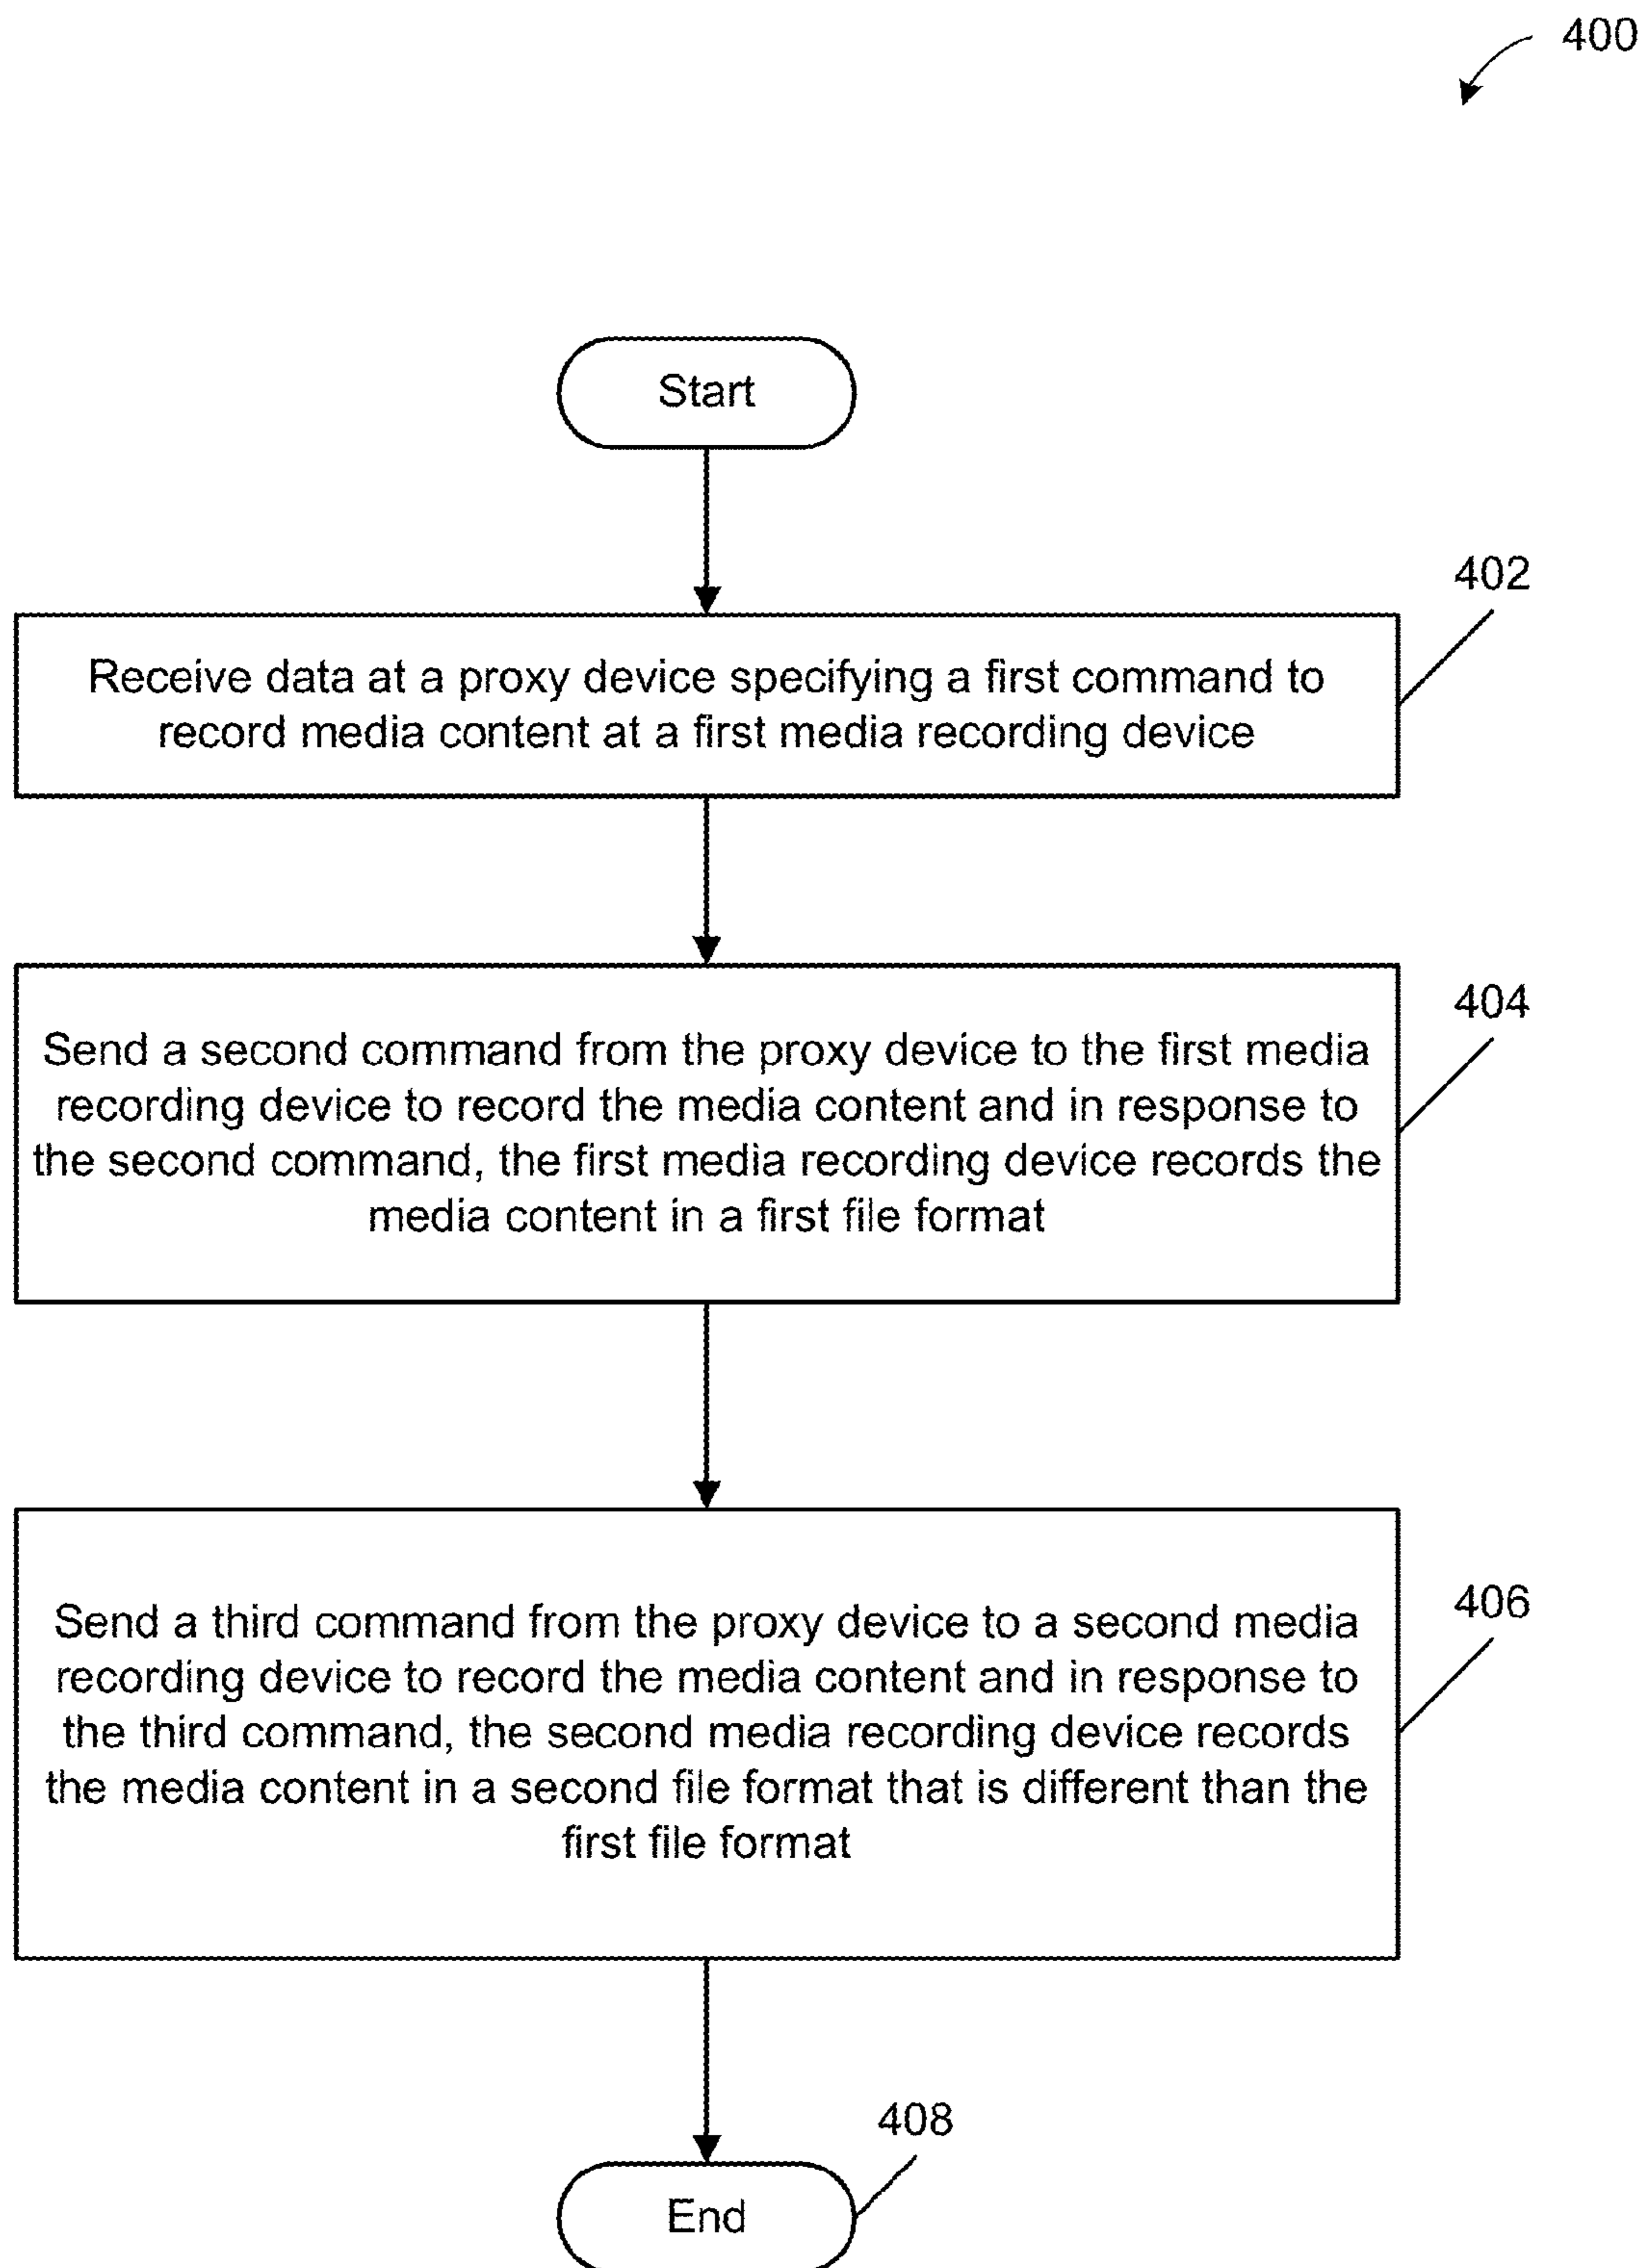 400
Start
402
Receive data at a proxy device specifying a first command to
record media content at a first media recording device
404
Send a second command from the proxy device to the first media
recording device to record the media content and in response to
the second command, the first media recording device records the
media content in a first file format
406
Send a third command from the proxy device to a second media
recording device to record the media content and in response to
the third command, the second media recording device records
the media content in a second file format that is different than the
first file format
408
End